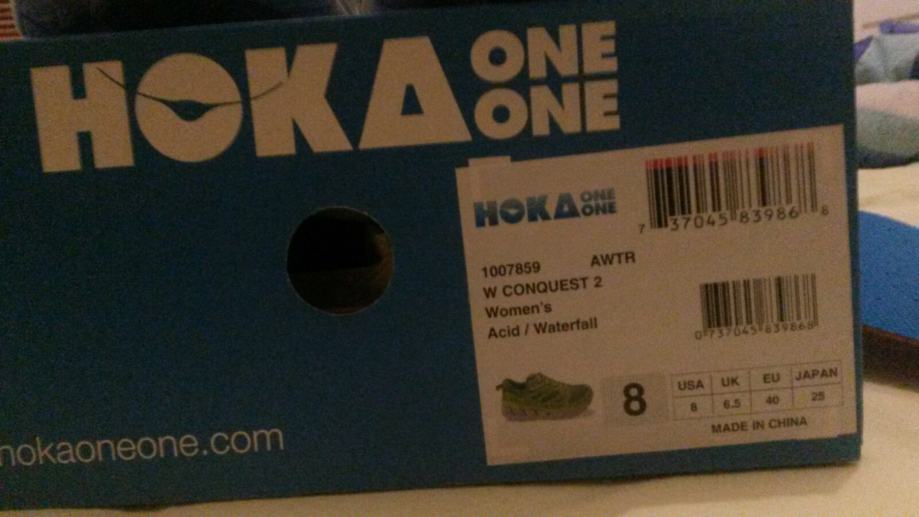 HOKA ONE ONE
HOKA ONE ONE
7 37045 83986 8
1007859 AWTR
W CONQUEST 2
Women's
Acid / Waterfall
0 737045 839868
8
USA UK EU JAPAN
8 6.5 40 25
MADE IN CHINA
hokaoneone.com